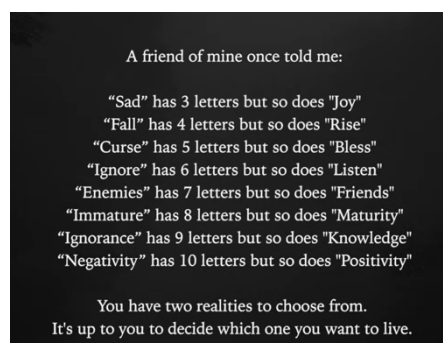 A friend of mine once told me:
“Sad” has 3 letters but so does "Joy"
“Fall” has 4 letters but so does "Rise"
“Curse” has 5 letters but so does "Bless"
“Ignore” has 6 letters but so does "Listen"
“Enemies” has 7 letters but so does "Friends"
“Immature” has 8 letters but so does "Maturity"
“Ignorance” has 9 letters but so does "Knowledge"
“Negativity” has 10 letters but so does "Positivity"
You have two realities to choose from.
It's up to you to decide which one you want to live.